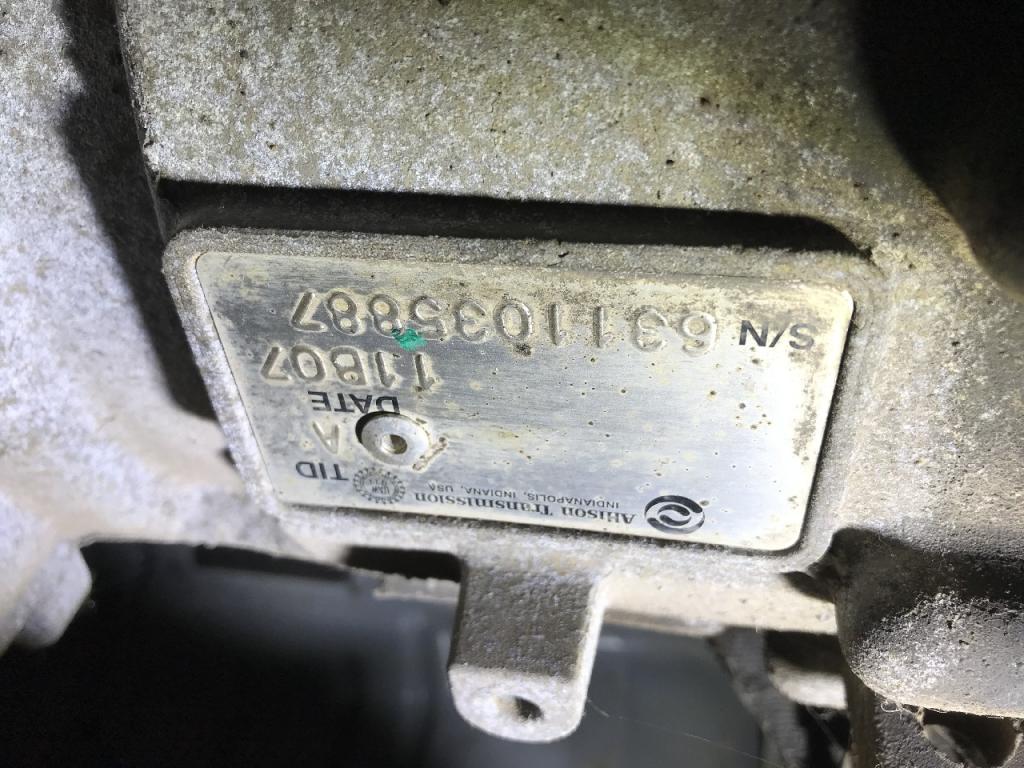 Allison Transmission
INDIANAPOLIS, INDIANA, USA
TID
A
DATE
11B07
S/N 6311035887